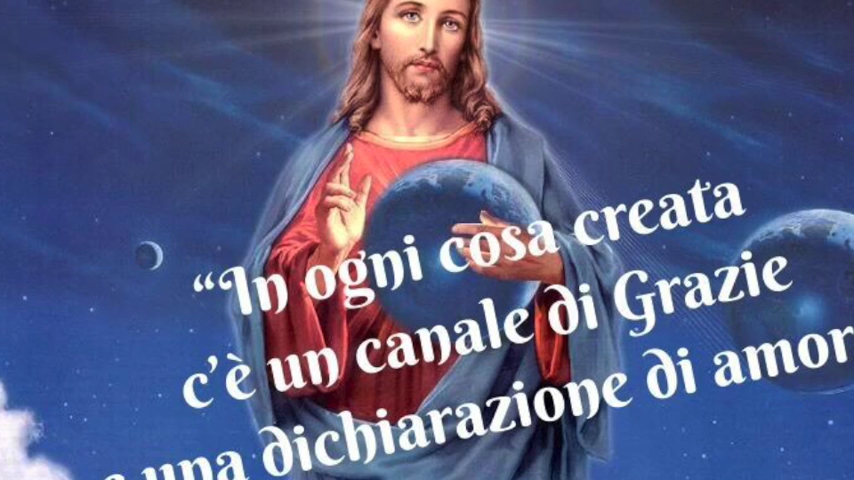 “In ogni cosa creata
c’è un canale di Grazie
e una dichiarazione di amor